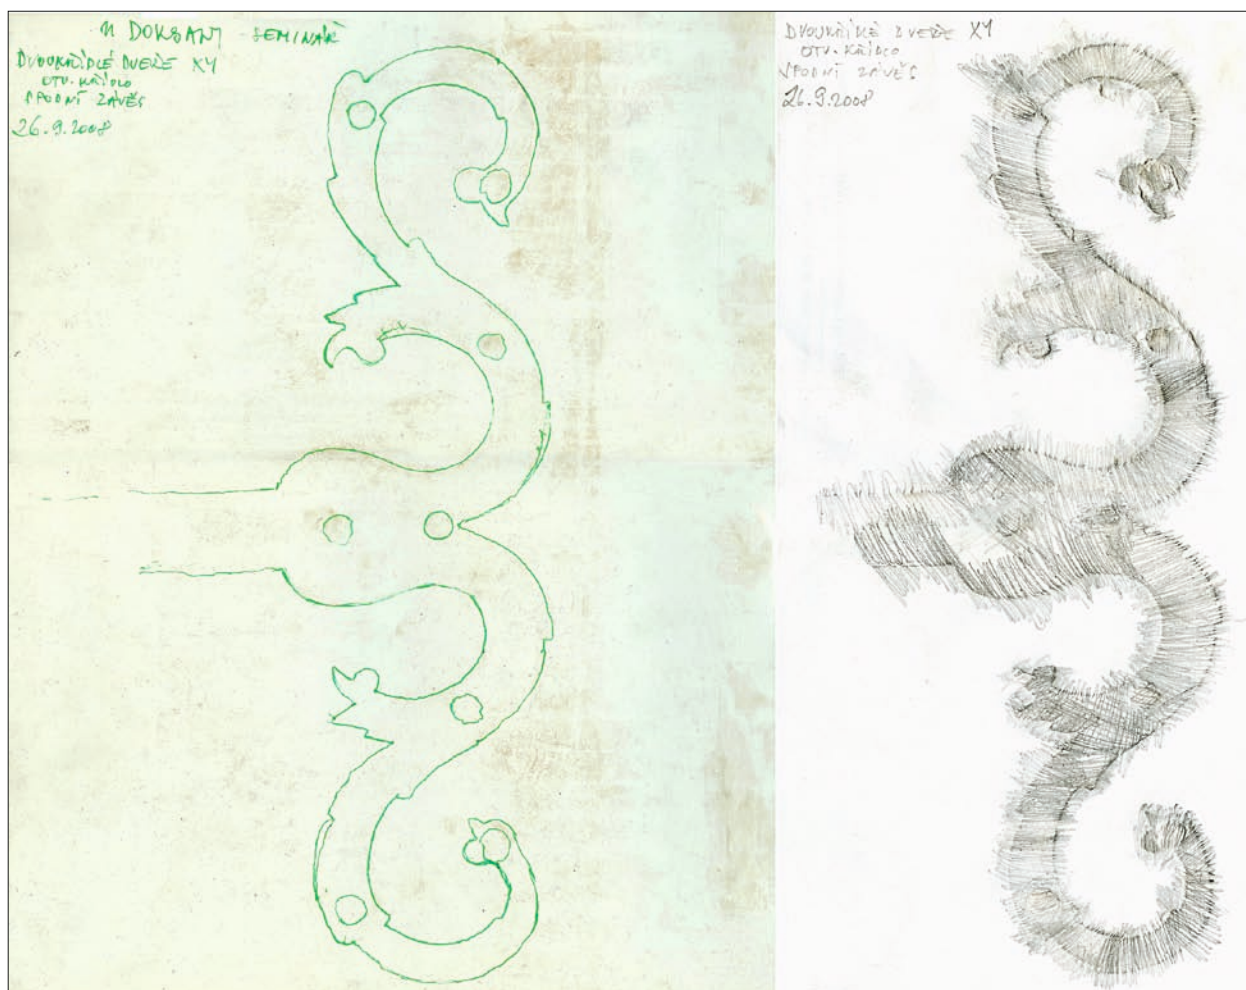 DOKSANY SEMINÁŘ
DVOUKŘÍDLÉ DVEŘE XY
OTV. KŘÍDLO
SPODNÍ ZÁVĚS
26.9.2008
DVOUKŘÍDLÉ DVEŘE XY
OTV. KŘÍDLO
SPODNÍ ZÁVĚS
26.9.2008